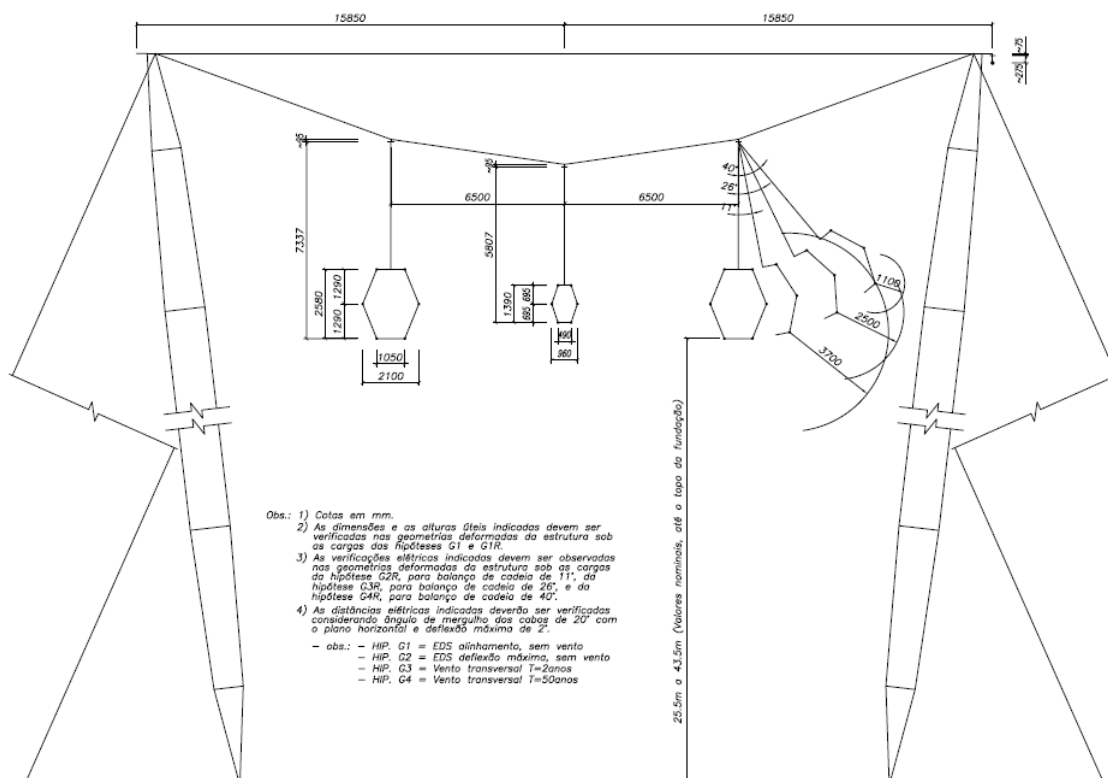 15850 15850
~75
~275
~95
~95
40°
26°
11°
6500 6500
7337
5807
2580
1290
1290
1390
695
695
1050
2100
490
960
1100
2500
3700
25.5m a 43.5m (Valores nominais, até o topo da fundação)
Obs.: 1) Cotas em mm.
2) As dimensões e as alturas úteis indicadas devem ser
verificadas nas geometrias deformadas da estrutura sob
as cargas das hipóteses G1 e G1R.
3) As verificações elétricas indicadas devem ser observadas
nas geometrias deformadas da estrutura sob as cargas
da hipótese G2R, para balanço de cadeia de 11°, da
hipótese G3R, para balanço de cadeia de 26°, e da
hipótese G4R, para balanço de cadeia de 40°.
4) As distâncias elétricas indicadas deverão ser verificadas
considerando ângulo de mergulho dos cabos de 20° com
o plano horizontal e deflexão máxima de 2°.
- obs.: - HIP. G1 = EDS alinhamento, sem vento
- HIP. G2 = EDS deflexão máxima, sem vento
- HIP. G3 = Vento transversal T=2anos
- HIP. G4 = Vento transversal T=50anos